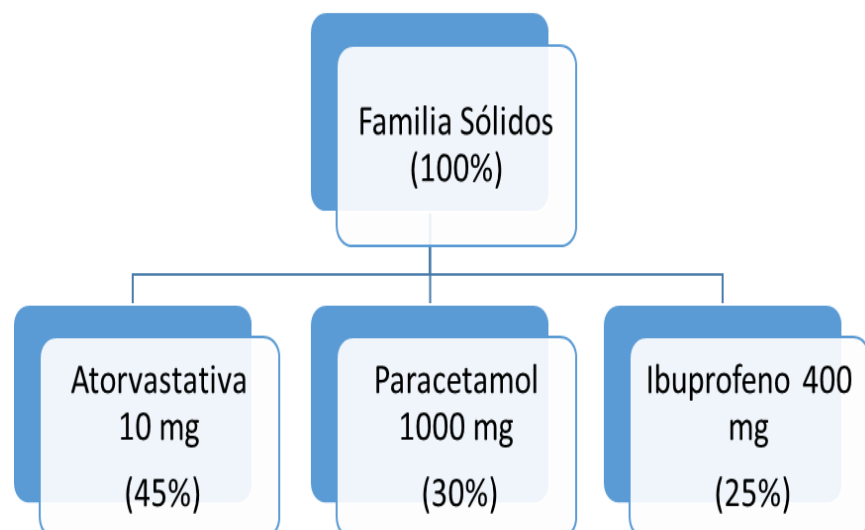 Familia Sólidos
(100%)
Atorvastativa
10 mg
(45%)
Paracetamol
1000 mg
(30%)
Ibuprofeno 400
mg
(25%)